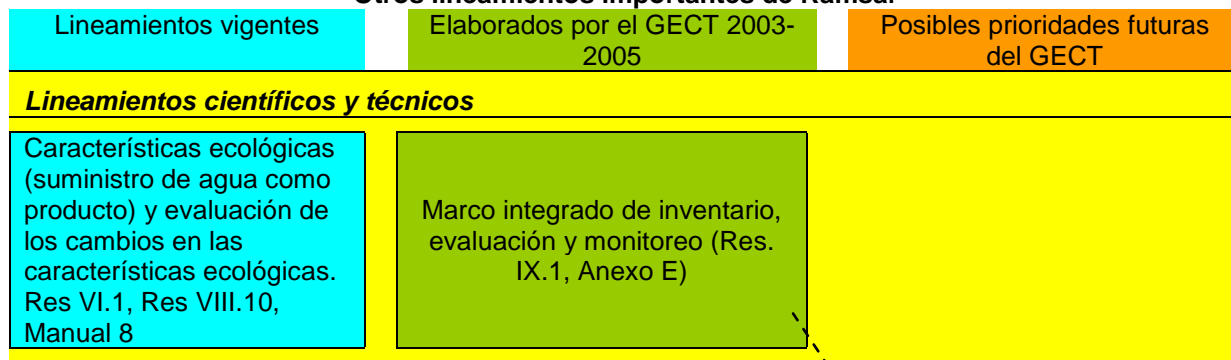 Otros lineamientos importantes de Ramsar
Lineamientos vigentes
Elaborados por el GECT 2003-
2005
Posibles prioridades futuras
del GECT
Lineamientos científicos y técnicos
Características ecológicas
(suministro de agua como
producto) y evaluación de
los cambios en las
características ecológicas.
Res VI.1, Res VIII.10,
Manual 8
Marco integrado de inventario,
evaluación y monitoreo (Res.
IX.1, Anexo E)